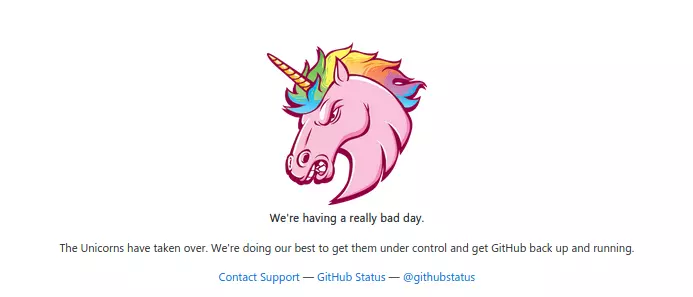 We're having a really bad day.
The Unicorns have taken over. We're doing our best to get them under control and get GitHub back up and running.
Contact Support — GitHub Status — @githubstatus